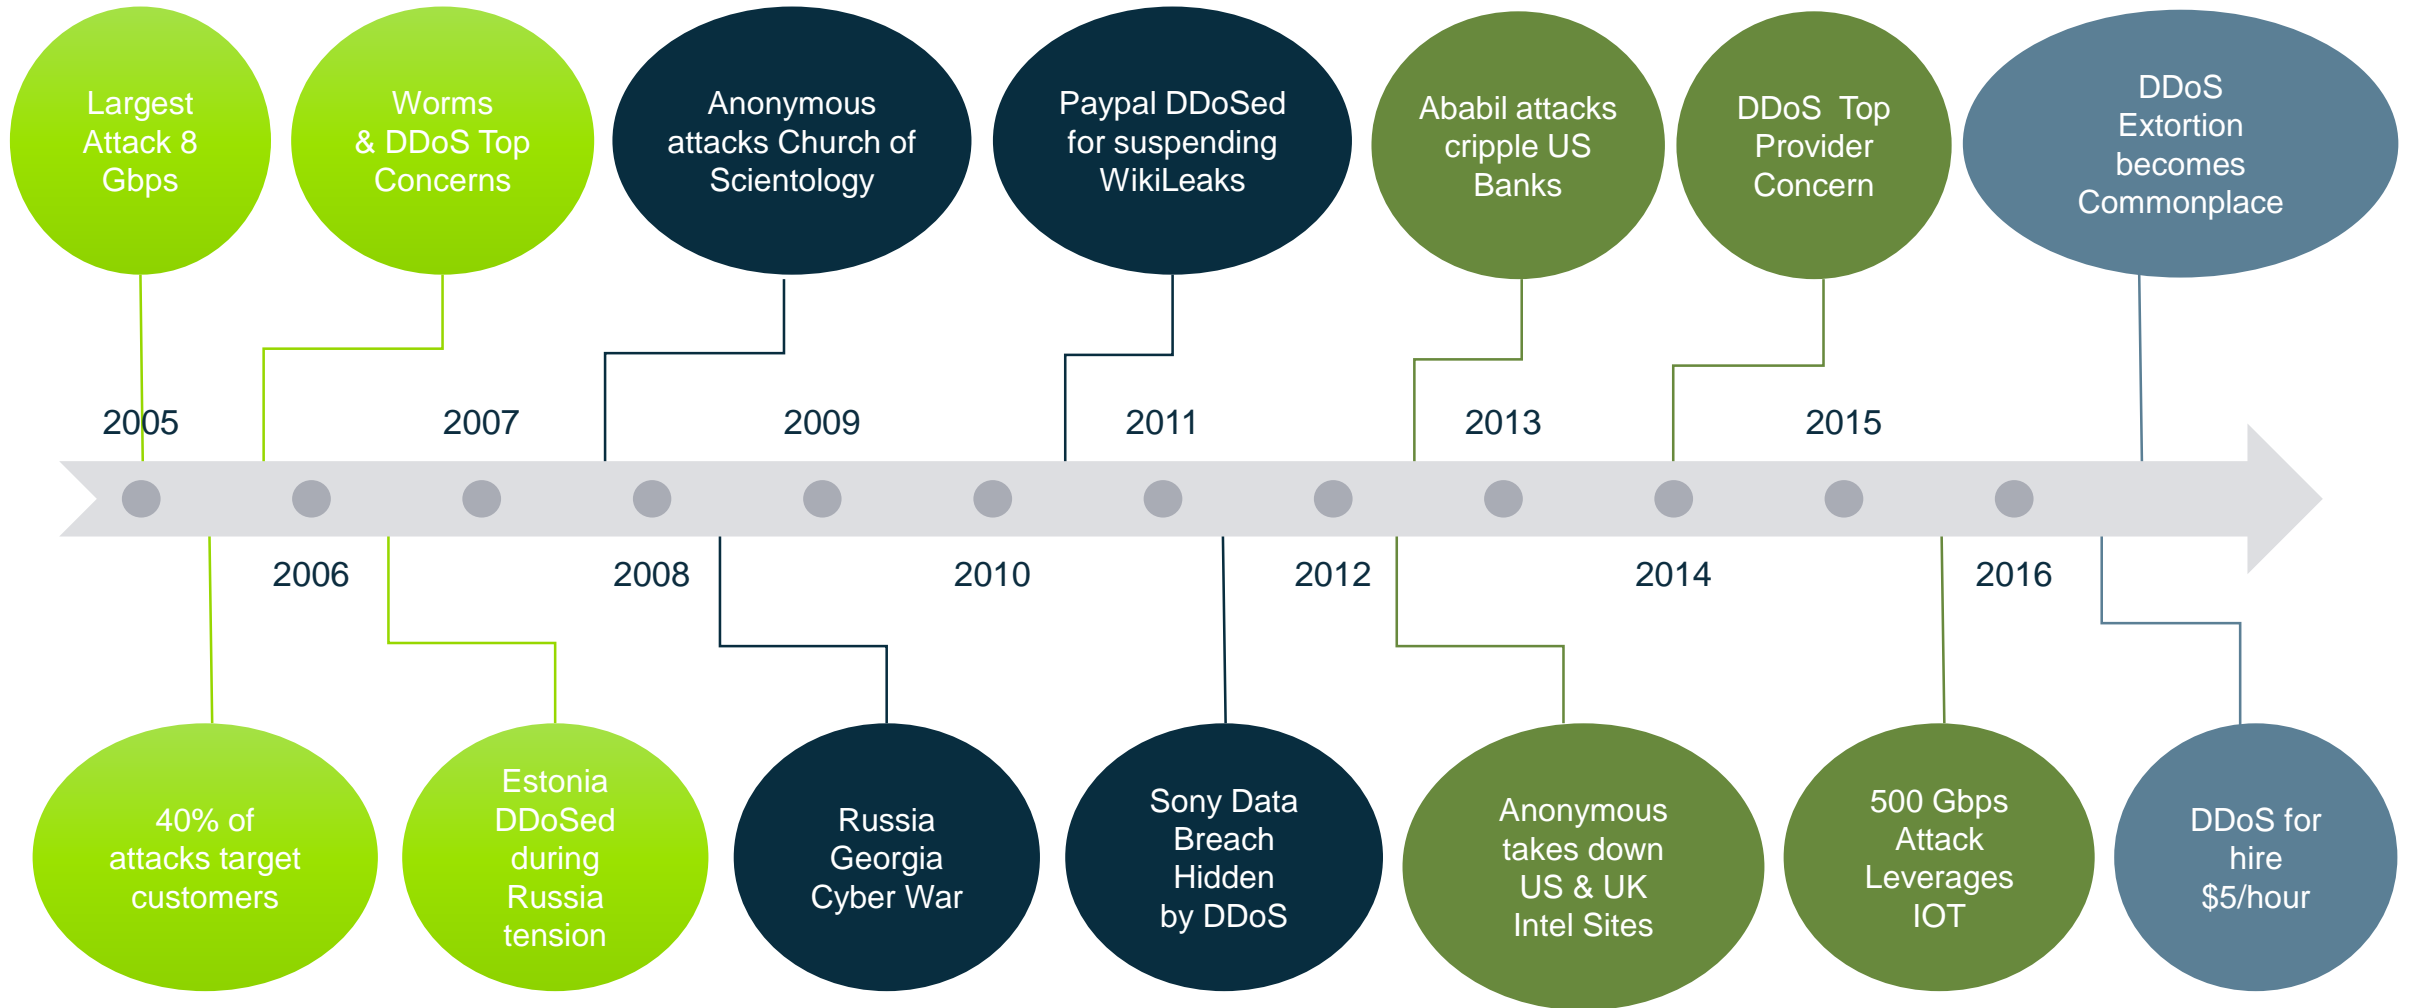 Largest
Attack 8
Gbps
Worms
& DDoS Top
Concerns
Anonymous
attacks Church of
Scientology
Paypal DDoSed
for suspending
WikiLeaks
Ababil attacks
cripple US
Banks
DDoS  Top
Provider
Concern
DDoS
Extortion
becomes
Commonplace
2005
2007
2009
2011
2013
2015
2006
2008
2010
2012
2014
2016
40% of
attacks target
customers
Estonia
DDoSed
during
Russia
tension
Russia
Georgia
Cyber War
Sony Data
Breach
Hidden
by DDoS
Anonymous
takes down
US & UK
Intel Sites
500 Gbps
Attack
Leverages
IOT
DDoS for
hire
$5/hour